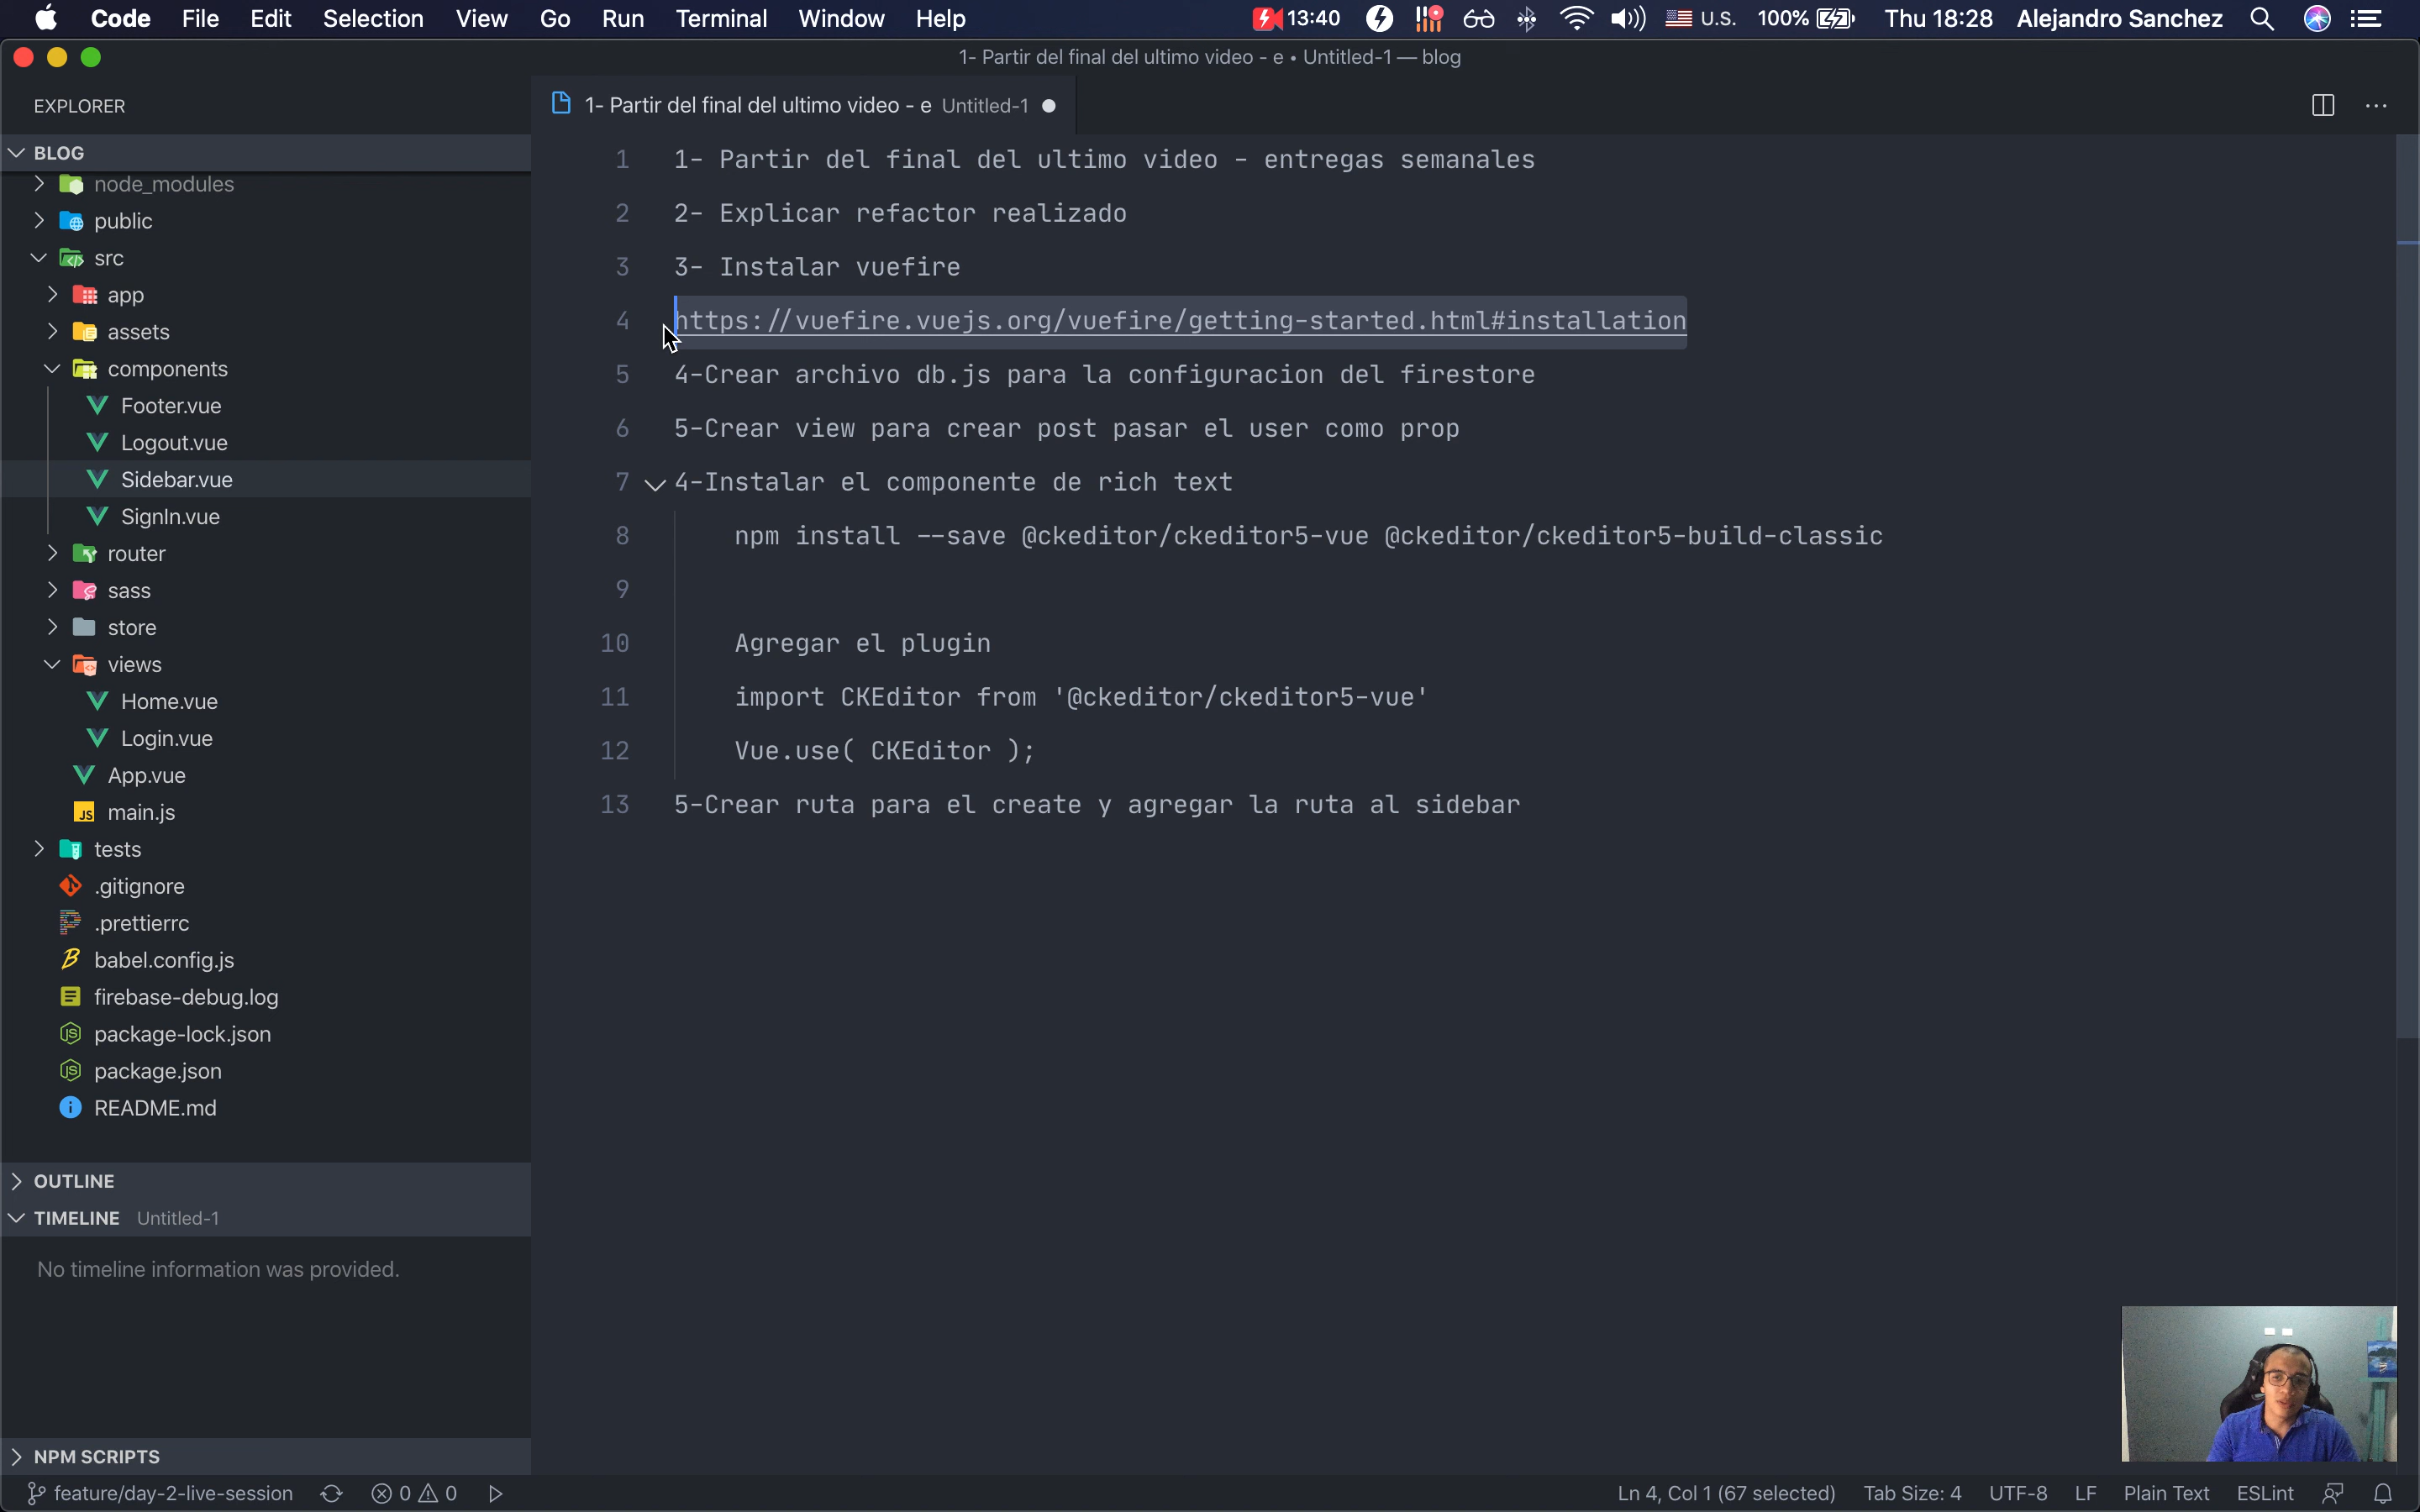 Code File Edit Selection View Go Run Terminal Window Help 13:40 U.S. 100% Thu 18:28 Alejandro Sanchez
1- Partir del final del ultimo video - e • Untitled-1 — blog
EXPLORER
1- Partir del final del ultimo video - e Untitled-1
BLOG
node_modules
public
src
app
assets
components
Footer.vue
Logout.vue
Sidebar.vue
SignIn.vue
router
sass
store
views
Home.vue
Login.vue
App.vue
main.js
tests
.gitignore
.prettierrc
babel.config.js
firebase-debug.log
package-lock.json
package.json
README.md
OUTLINE
TIMELINE Untitled-1
No timeline information was provided.
NPM SCRIPTS
1 1- Partir del final del ultimo video - entregas semanales
2 2- Explicar refactor realizado
3 3- Instalar vuefire
4 https://vuefire.vuejs.org/vuefire/getting-started.html#installation
5 4-Crear archivo db.js para la configuracion del firestore
6 5-Crear view para crear post pasar el user como prop
7 4-Instalar el componente de rich text
8 npm install --save @ckeditor/ckeditor5-vue @ckeditor/ckeditor5-build-classic
9
10 Agregar el plugin
11 import CKEditor from '@ckeditor/ckeditor5-vue'
12 Vue.use( CKEditor );
13 5-Crear ruta para el create y agregar la ruta al sidebar
feature/day-2-live-session 0 0 Ln 4, Col 1 (67 selected) Tab Size: 4 UTF-8 LF Plain Text ESLint